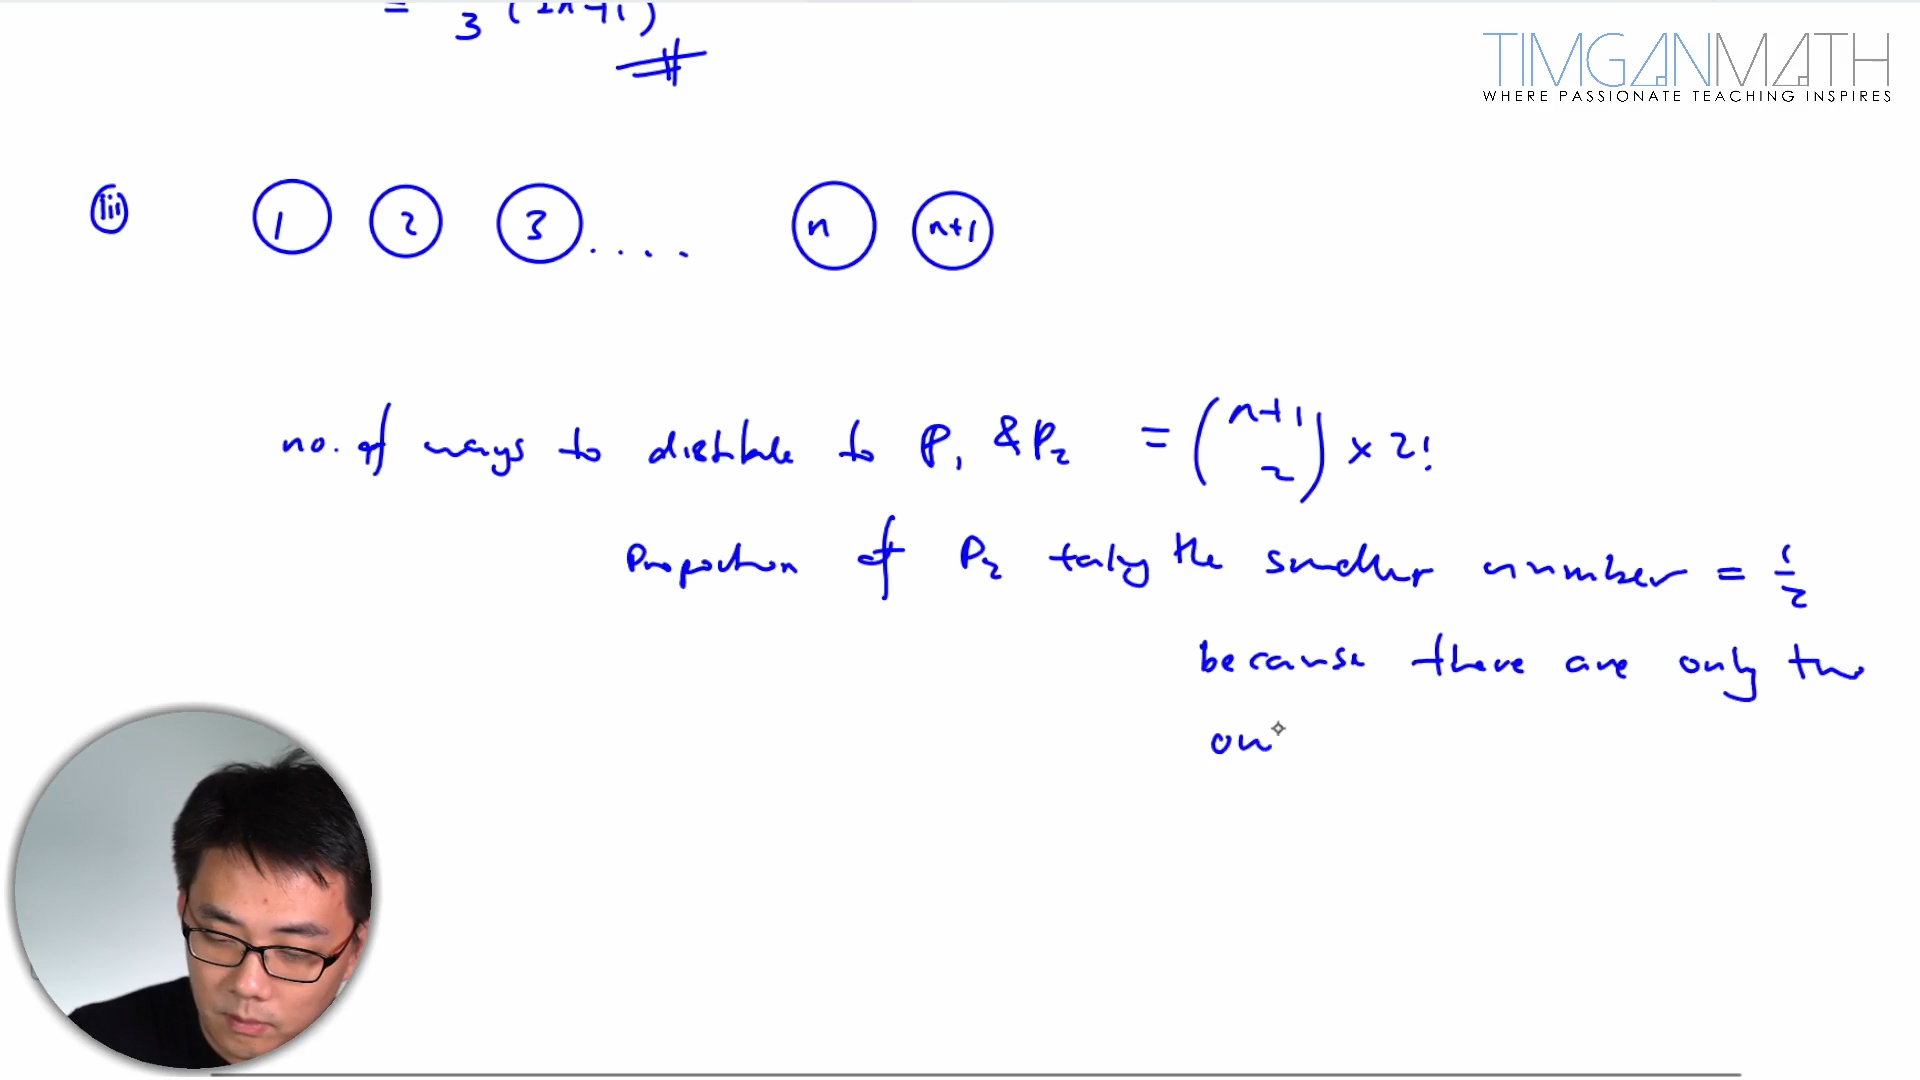 = 3 (2n+1)
TIMGANMATH
WHERE PASSIONATE TEACHING INSPIRES
(iii) 1 2 3 .... n n+1
no. of ways to distribute to P₁ & P₂ = (n+1 2) × 2!
Proportion of P₂ taking the smaller number = 1/2
because there are only two
on